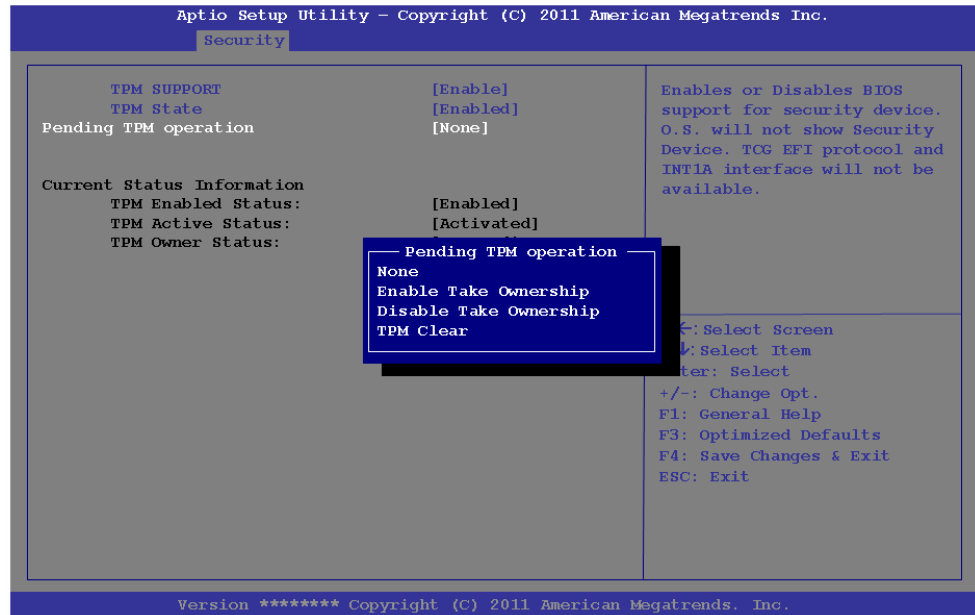 Aptio Setup Utility – Copyright (C) 2011 American Megatrends Inc.
Security
TPM SUPPORT [Enable]
TPM State [Enabled]
Pending TPM operation [None]
Current Status Information
TPM Enabled Status: [Enabled]
TPM Active Status: [Activated]
TPM Owner Status:
Pending TPM operation
None
Enable Take Ownership
Disable Take Ownership
TPM Clear
Enables or Disables BIOS
support for security device.
O.S. will not show Security
Device. TCG EFI protocol and
INT1A interface will not be
available.
←:Select Screen
↓:Select Item
ter: Select
+/-: Change Opt.
F1: General Help
F3: Optimized Defaults
F4: Save Changes & Exit
ESC: Exit
Version ******** Copyright (C) 2011 American Megatrends. Inc.